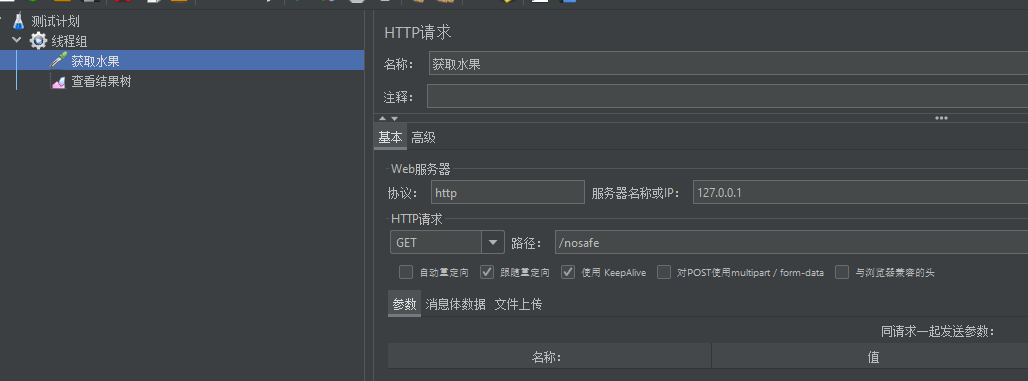 测试计划
线程组
获取水果
查看结果树
HTTP请求
名称： 获取水果
注释：
基本 高级
Web服务器
协议： http 服务器名称或IP： 127.0.0.1
HTTP请求
GET 路径： /nosafe
自动重定向 跟随重定向 使用 KeepAlive 对POST使用multipart / form-data 与浏览器兼容的头
参数 消息体数据 文件上传
同请求一起发送参数：
名称： 值